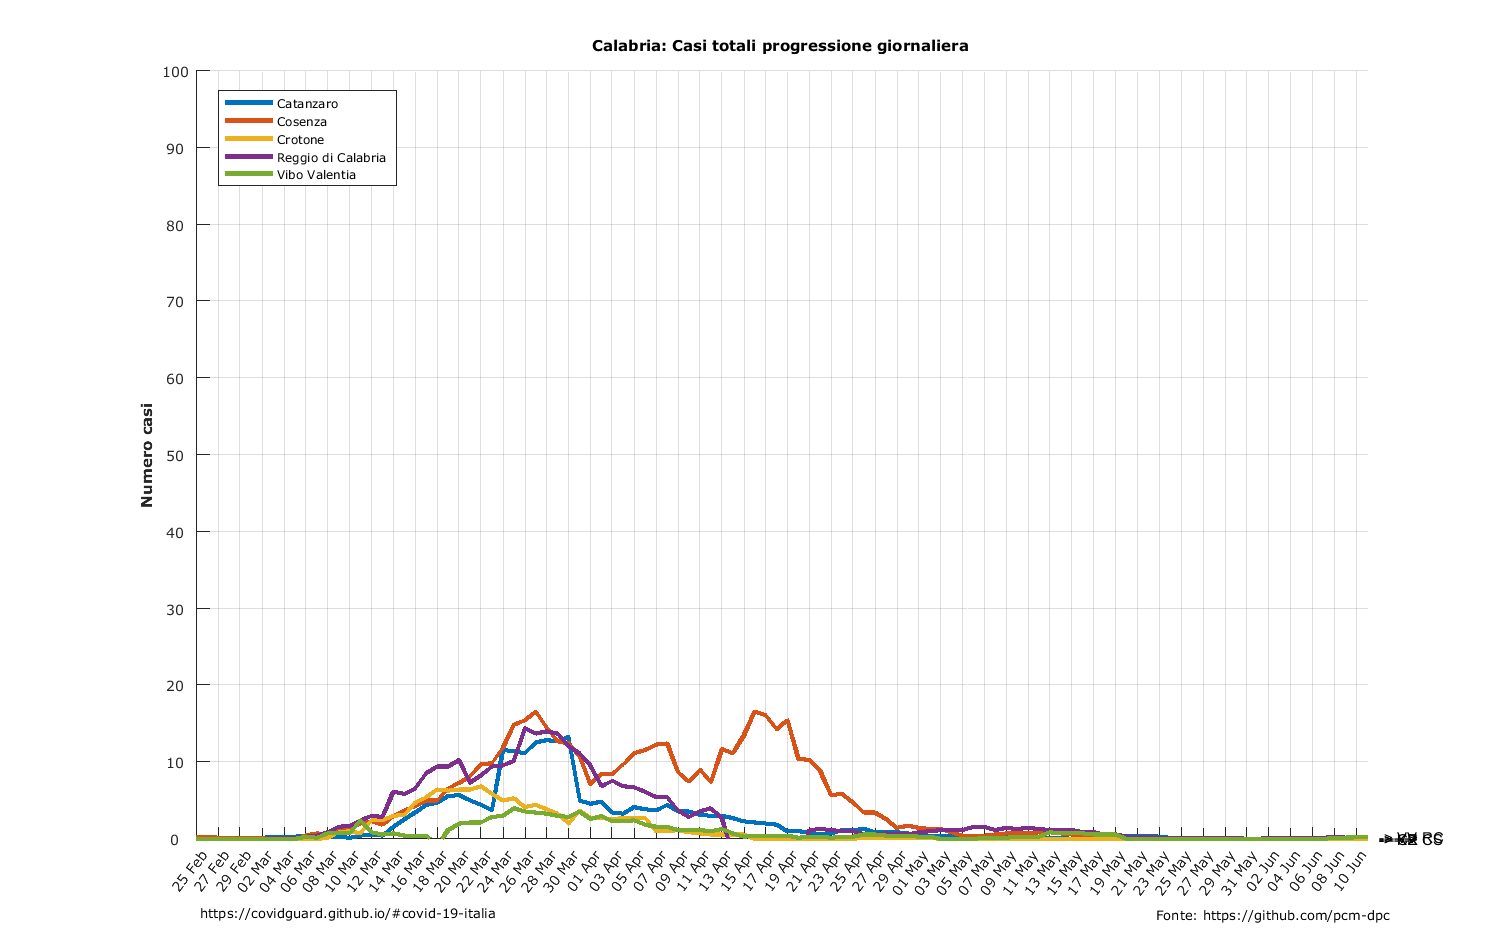 Calabria: Casi totali progressione giornaliera
100
90
80
70
60
50
40
30
20
10
0
Numero casi
Catanzaro
Cosenza
Crotone
Reggio di Calabria
Vibo Valentia
25 Feb
27 Feb
29 Feb
02 Mar
04 Mar
06 Mar
08 Mar
10 Mar
12 Mar
14 Mar
16 Mar
18 Mar
20 Mar
22 Mar
24 Mar
26 Mar
28 Mar
30 Mar
01 Apr
03 Apr
05 Apr
07 Apr
09 Apr
11 Apr
13 Apr
15 Apr
17 Apr
19 Apr
21 Apr
23 Apr
25 Apr
27 Apr
29 Apr
01 May
03 May
05 May
07 May
09 May
11 May
13 May
15 May
17 May
19 May
21 May
23 May
25 May
27 May
29 May
31 May
02 Jun
04 Jun
06 Jun
08 Jun
10 Jun
https://covidguard.github.io/#covid-19-italia
Fonte: https://github.com/pcm-dpc